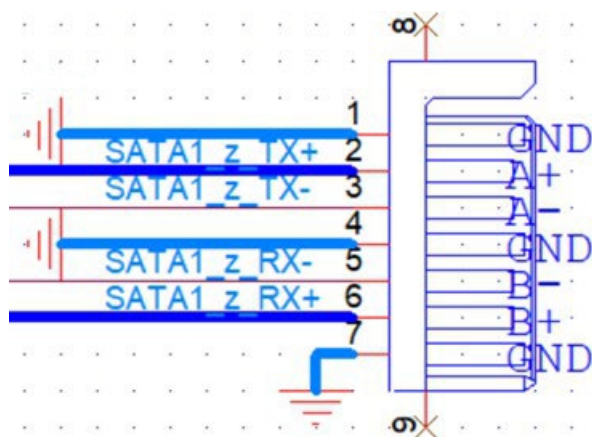 8
1 GND
SATA1_z_TX+ 2 A+
SATA1_z_TX- 3 A-
4 GND
SATA1_z_RX- 5 B-
SATA1_z_RX+ 6 B+
7 GND
9